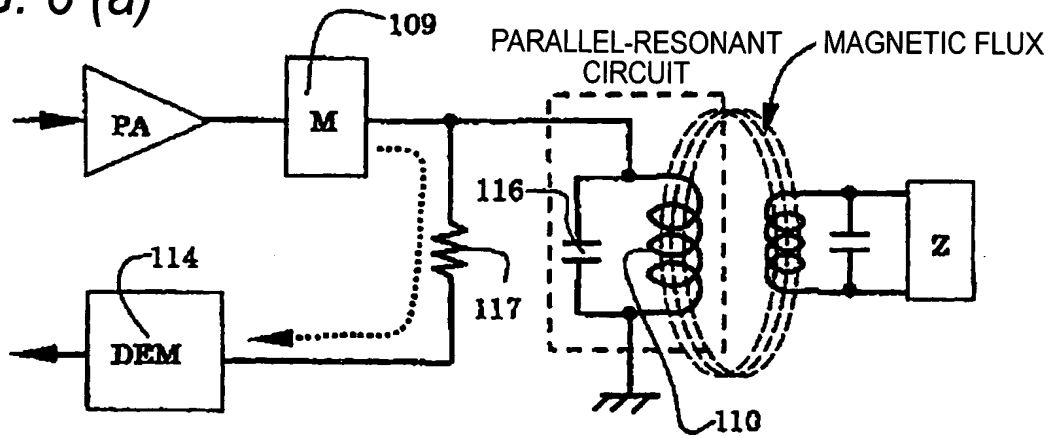 109
PARALLEL-RESONANT
CIRCUIT
MAGNETIC FLUX
PA
M
116
Z
114
117
DEM
110